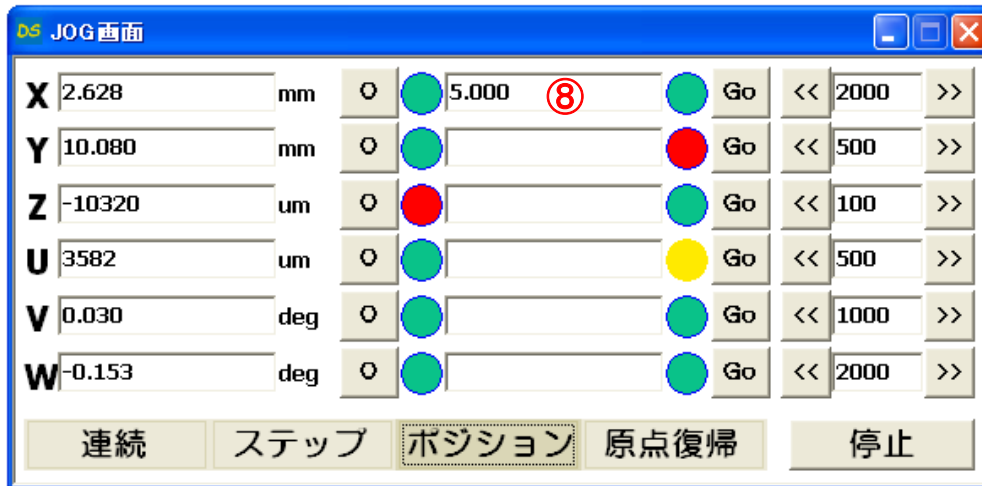 DS JOG画面
X 2.628 mm O 5.000 ⑧ Go << 2000 >>
Y 10.080 mm O Go << 500 >>
Z -10320 um O Go << 100 >>
U 3582 um O Go << 500 >>
V 0.030 deg O Go << 1000 >>
W -0.153 deg O Go << 2000 >>
連続 ステップ ポジション 原点復帰 停止